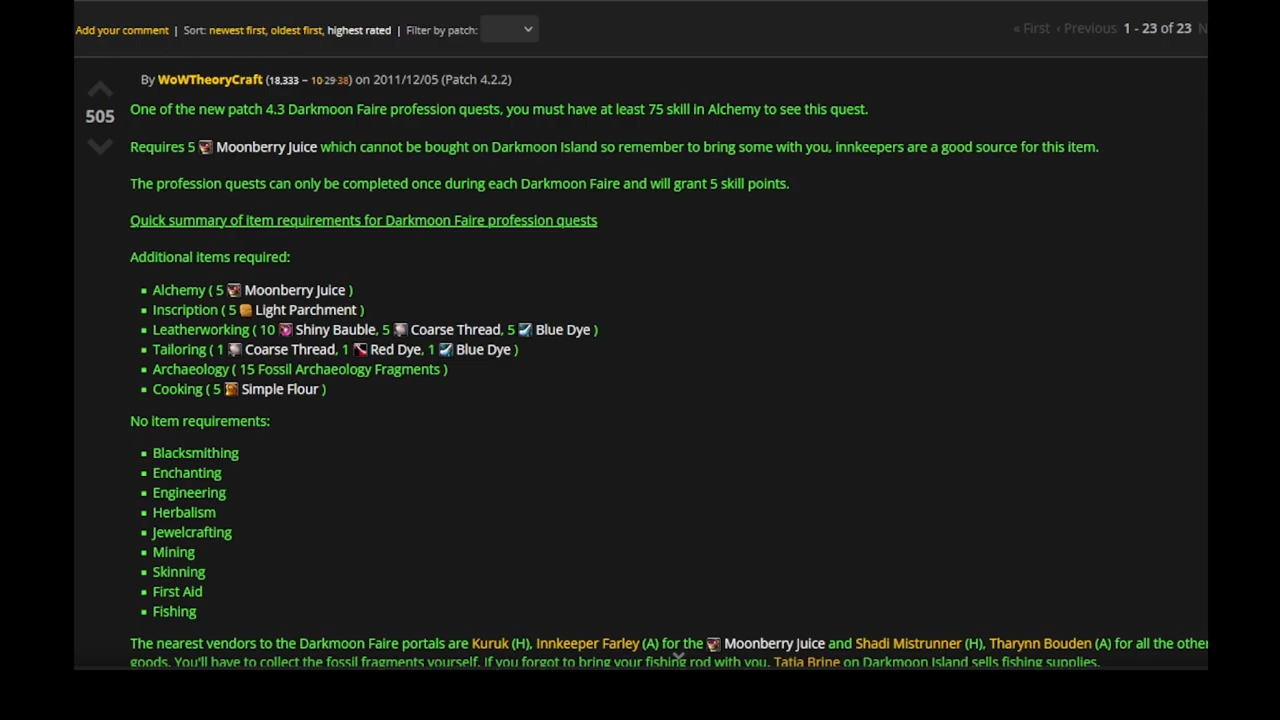 Add your comment | Sort: newest first, oldest first, highest rated | Filter by patch:
« First ‹ Previous 1 - 23 of 23 N
By WoWTheoryCraft (18,333 – 10·29·38) on 2011/12/05 (Patch 4.2.2)
505
One of the new patch 4.3 Darkmoon Faire profession quests, you must have at least 75 skill in Alchemy to see this quest.
Requires 5 Moonberry Juice which cannot be bought on Darkmoon Island so remember to bring some with you, innkeepers are a good source for this item.
The profession quests can only be completed once during each Darkmoon Faire and will grant 5 skill points.
Quick summary of item requirements for Darkmoon Faire profession quests
Additional items required:
Alchemy ( 5 Moonberry Juice )
Inscription ( 5 Light Parchment )
Leatherworking ( 10 Shiny Bauble, 5 Coarse Thread, 5 Blue Dye )
Tailoring ( 1 Coarse Thread, 1 Red Dye, 1 Blue Dye )
Archaeology ( 15 Fossil Archaeology Fragments )
Cooking ( 5 Simple Flour )
No item requirements:
Blacksmithing
Enchanting
Engineering
Herbalism
Jewelcrafting
Mining
Skinning
First Aid
Fishing
The nearest vendors to the Darkmoon Faire portals are Kuruk (H), Innkeeper Farley (A) for the Moonberry Juice and Shadi Mistrunner (H), Tharynn Bouden (A) for all the other
goods. You'll have to collect the fossil fragments yourself. If you forgot to bring your fishing rod with you, Tatia Brine on Darkmoon Island sells fishing supplies.